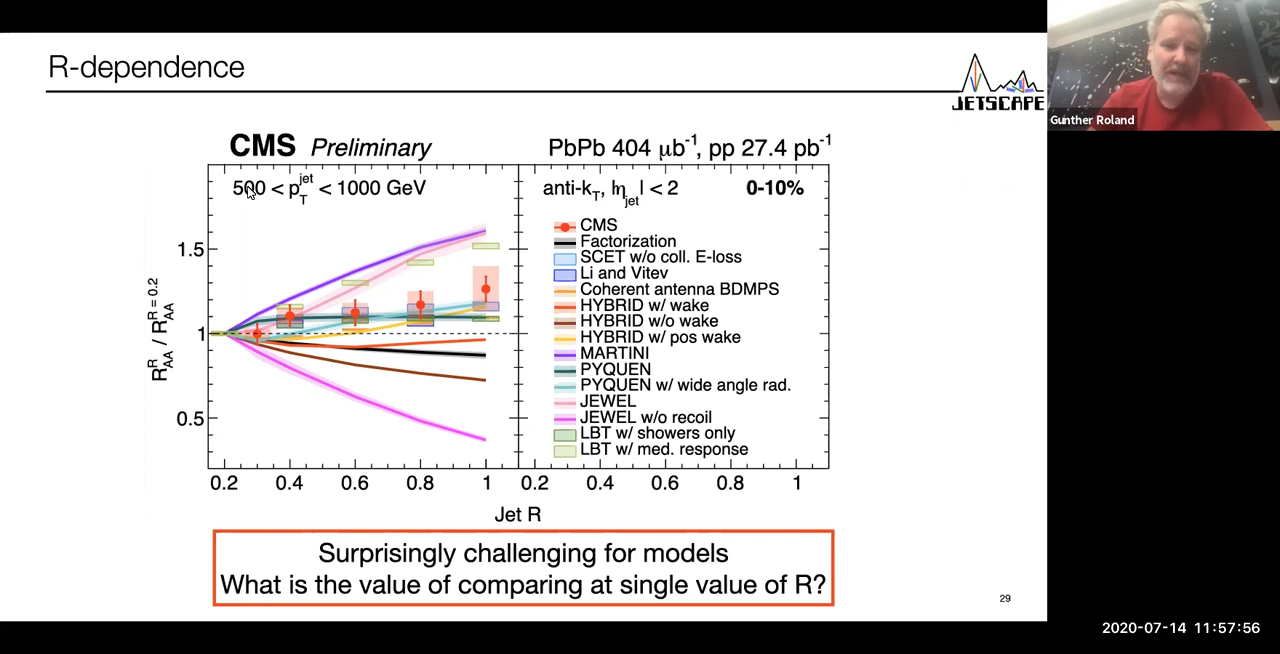 R-dependence
JETSCAPE
Gunther Roland
CMS Preliminary
PbPb 404 μb⁻¹, pp 27.4 pb⁻¹
500 < p_T^jet < 1000 GeV
anti-k_T, |η_jet| < 2
0-10%
CMS
Factorization
SCET w/o coll. E-loss
Li and Vitev
Coherent antenna BDMPS
HYBRID w/ wake
HYBRID w/o wake
HYBRID w/ pos wake
MARTINI
PYQUEN
PYQUEN w/ wide angle rad.
JEWEL
JEWEL w/o recoil
LBT w/ showers only
LBT w/ med. response
R_AA^R / R_AA^R = 0.2
1.5
1
0.5
0.2 0.4 0.6 0.8 1 0.2 0.4 0.6 0.8 1
Jet R
Surprisingly challenging for models
What is the value of comparing at single value of R?
29
2020-07-14 11:57:56